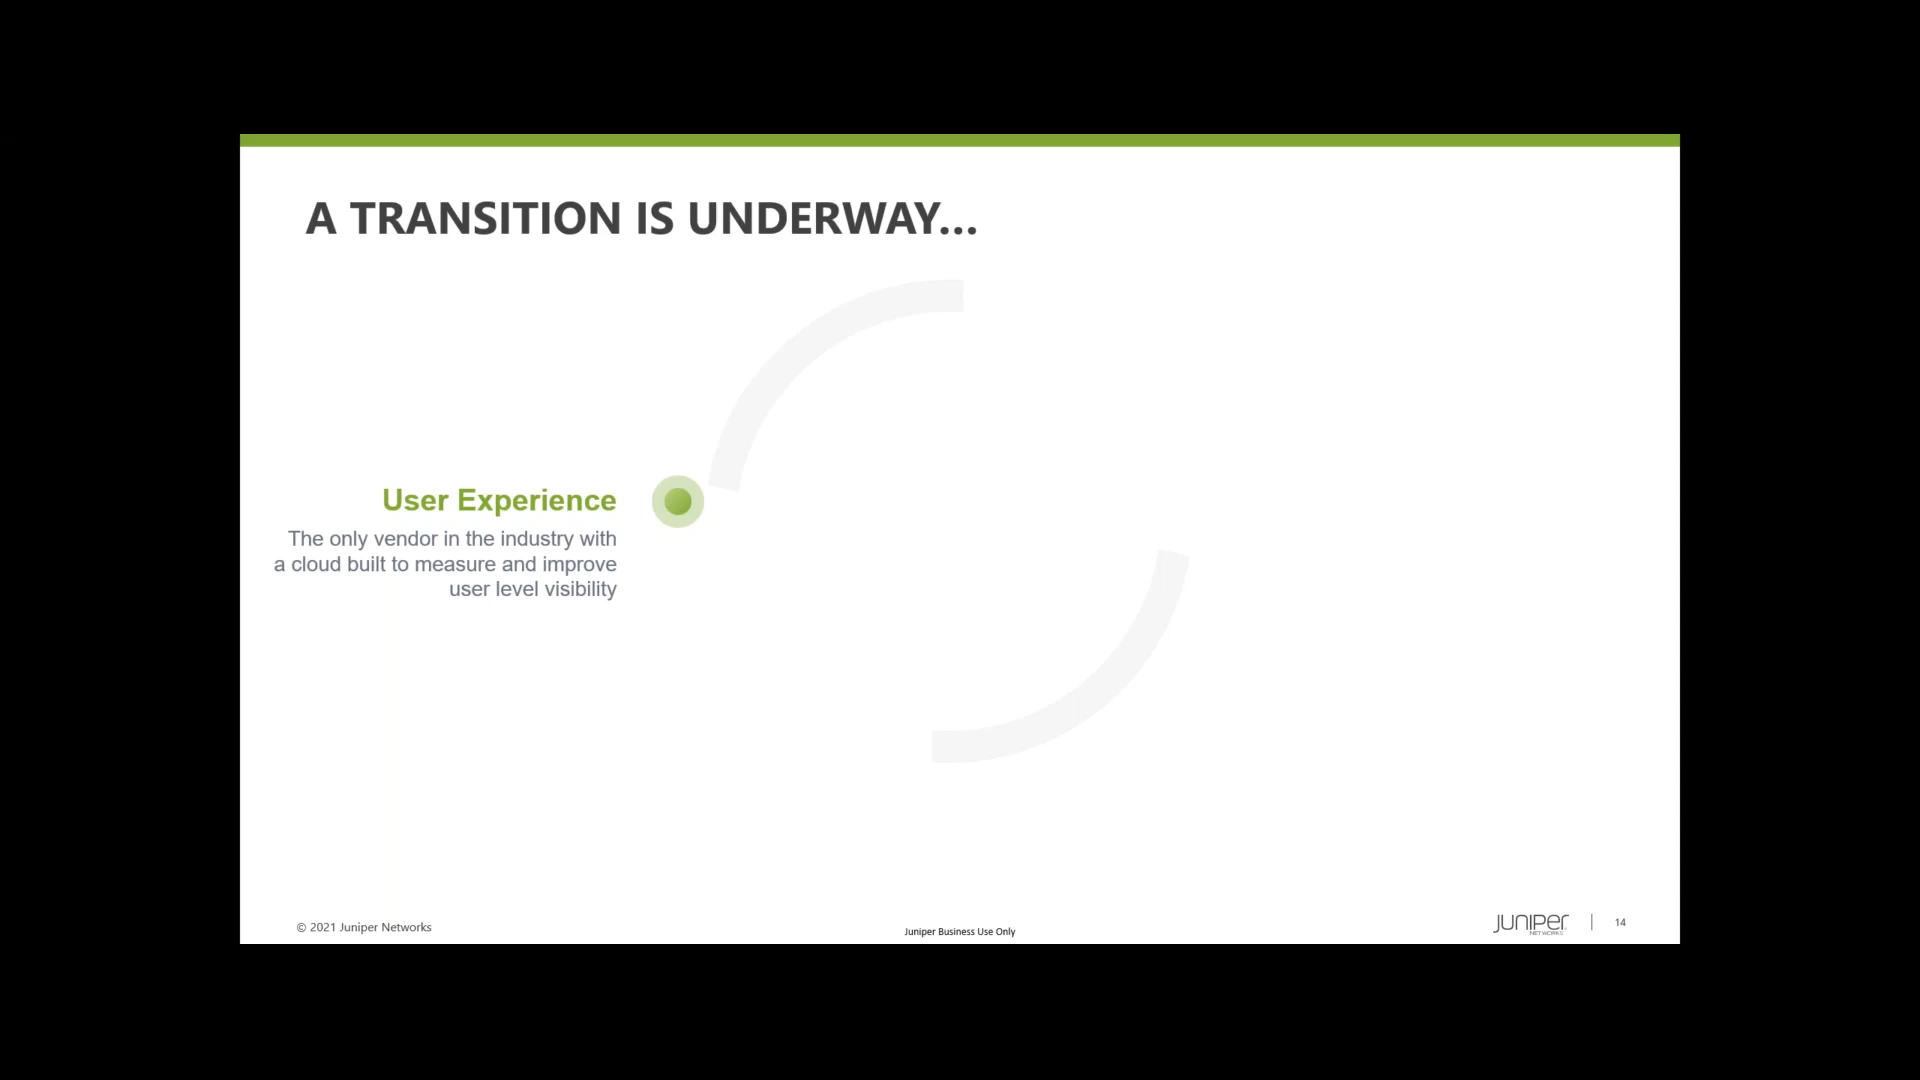 A TRANSITION IS UNDERWAY...
User Experience
The only vendor in the industry with
a cloud built to measure and improve
user level visibility
© 2021 Juniper Networks
Juniper Business Use Only
JUNIPER
NETWORKS
14